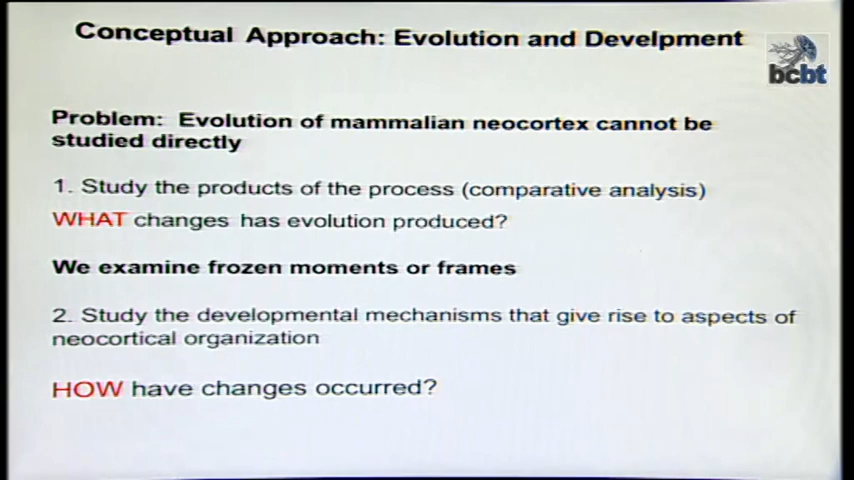 Conceptual Approach: Evolution and Develpment
bcbt
Problem: Evolution of mammalian neocortex cannot be
studied directly
1. Study the products of the process (comparative analysis)
WHAT changes has evolution produced?
We examine frozen moments or frames
2. Study the developmental mechanisms that give rise to aspects of
neocortical organization
HOW have changes occurred?